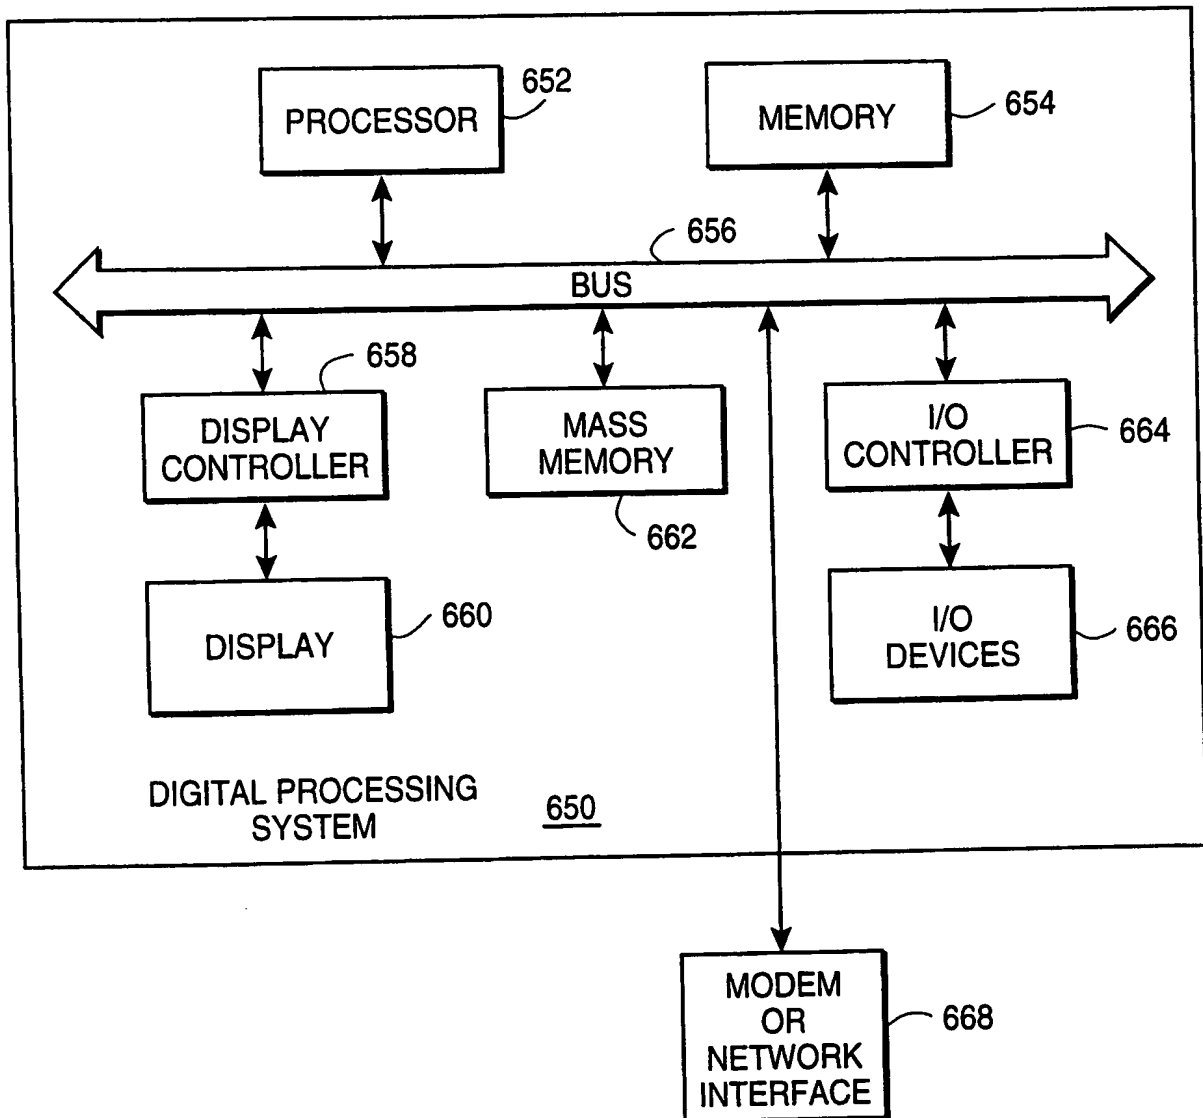 PROCESSOR
652
MEMORY
654
656
BUS
658
DISPLAY
CONTROLLER
MASS
MEMORY
662
I/O
CONTROLLER
664
DISPLAY
660
I/O
DEVICES
666
DIGITAL PROCESSING
SYSTEM
650
MODEM
OR
NETWORK
INTERFACE
668